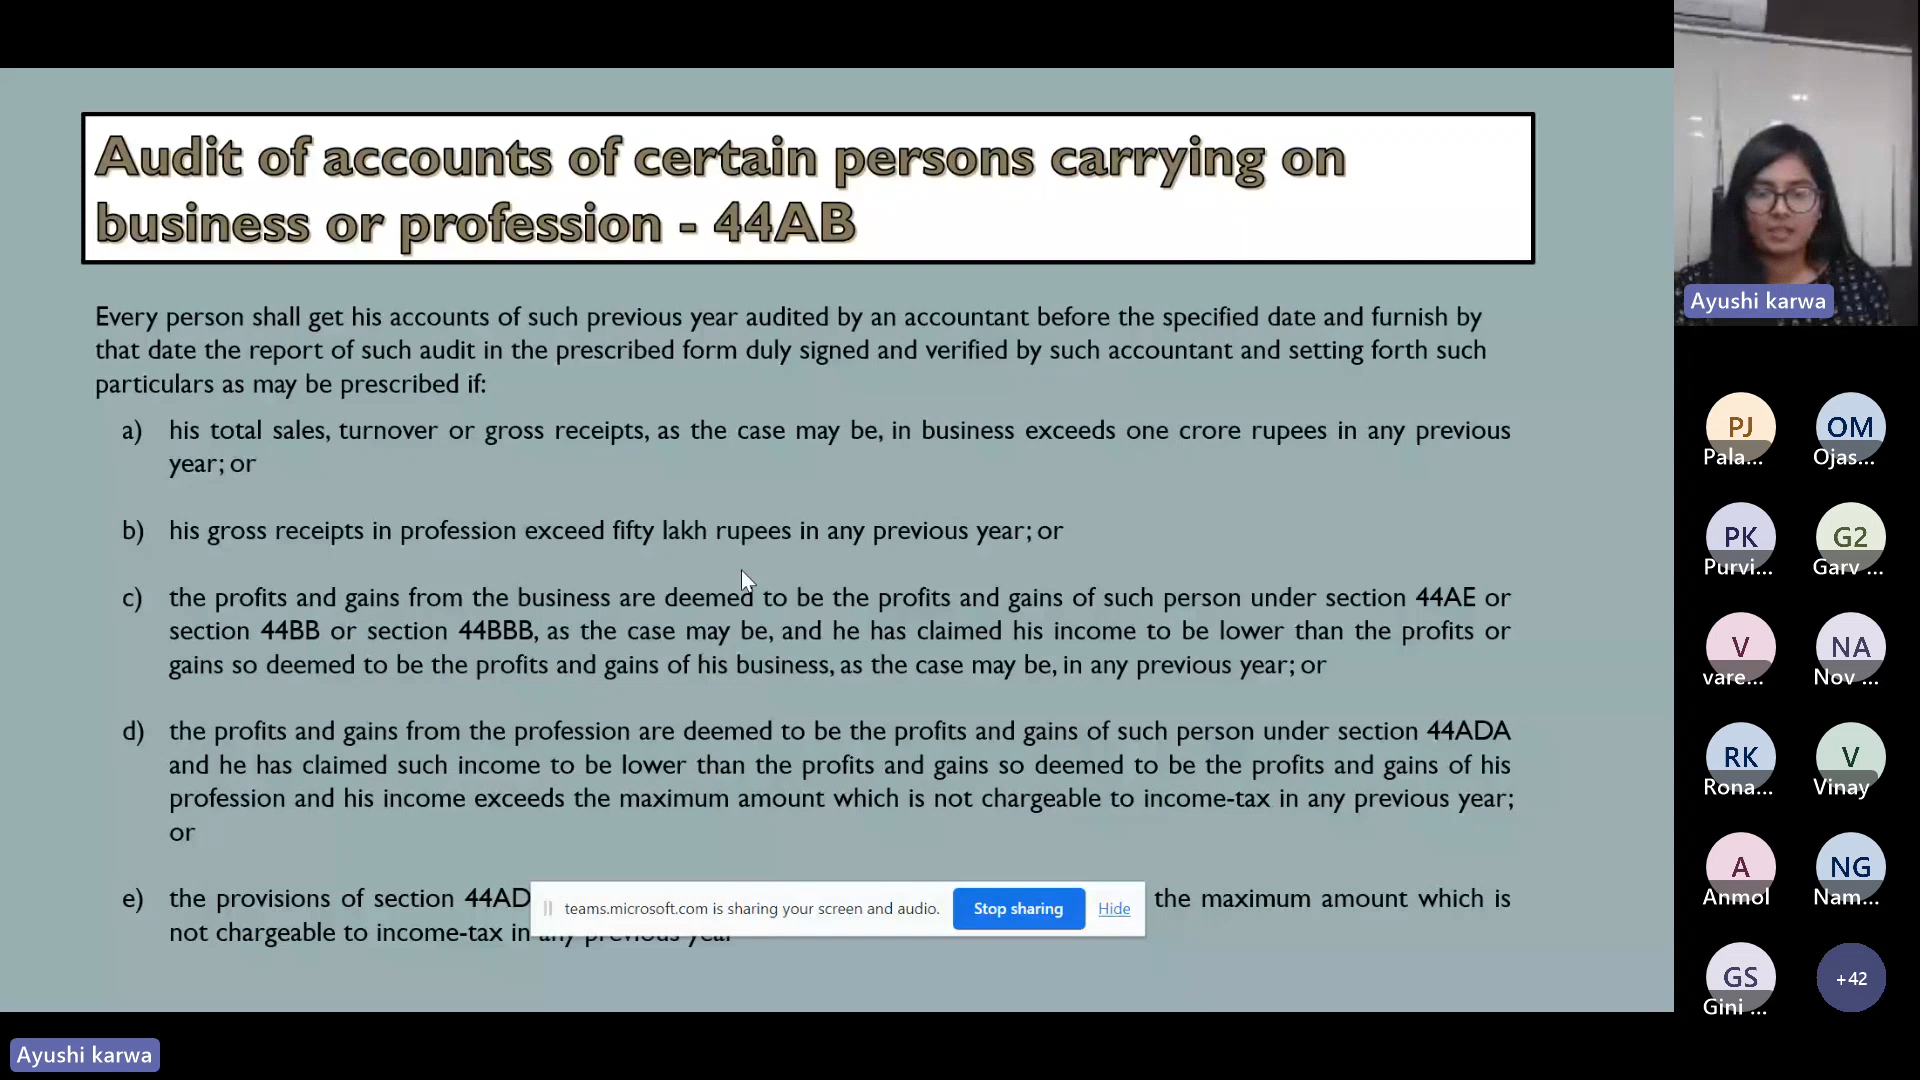 Audit of accounts of certain persons carrying on
business or profession - 44AB
Every person shall get his accounts of such previous year audited by an accountant before the specified date and furnish by
that date the report of such audit in the prescribed form duly signed and verified by such accountant and setting forth such
particulars as may be prescribed if:
a) his total sales, turnover or gross receipts, as the case may be, in business exceeds one crore rupees in any previous
year; or
b) his gross receipts in profession exceed fifty lakh rupees in any previous year; or
c) the profits and gains from the business are deemed to be the profits and gains of such person under section 44AE or
section 44BB or section 44BBB, as the case may be, and he has claimed his income to be lower than the profits or
gains so deemed to be the profits and gains of his business, as the case may be, in any previous year; or
d) the profits and gains from the profession are deemed to be the profits and gains of such person under section 44ADA
and he has claimed such income to be lower than the profits and gains so deemed to be the profits and gains of his
profession and his income exceeds the maximum amount which is not chargeable to income-tax in any previous year;
or
e) the provisions of section 44AD the maximum amount which is
not chargeable to income-tax in any previous year
teams.microsoft.com is sharing your screen and audio. Stop sharing Hide
Ayushi karwa
PJ OM
Pala... Ojas...
PK G2
Purvi... Garv ...
V NA
vare... Nov ...
RK V
Rona... Vinay
A NG
Anmol Nam...
GS +42
Gini ...
Ayushi karwa